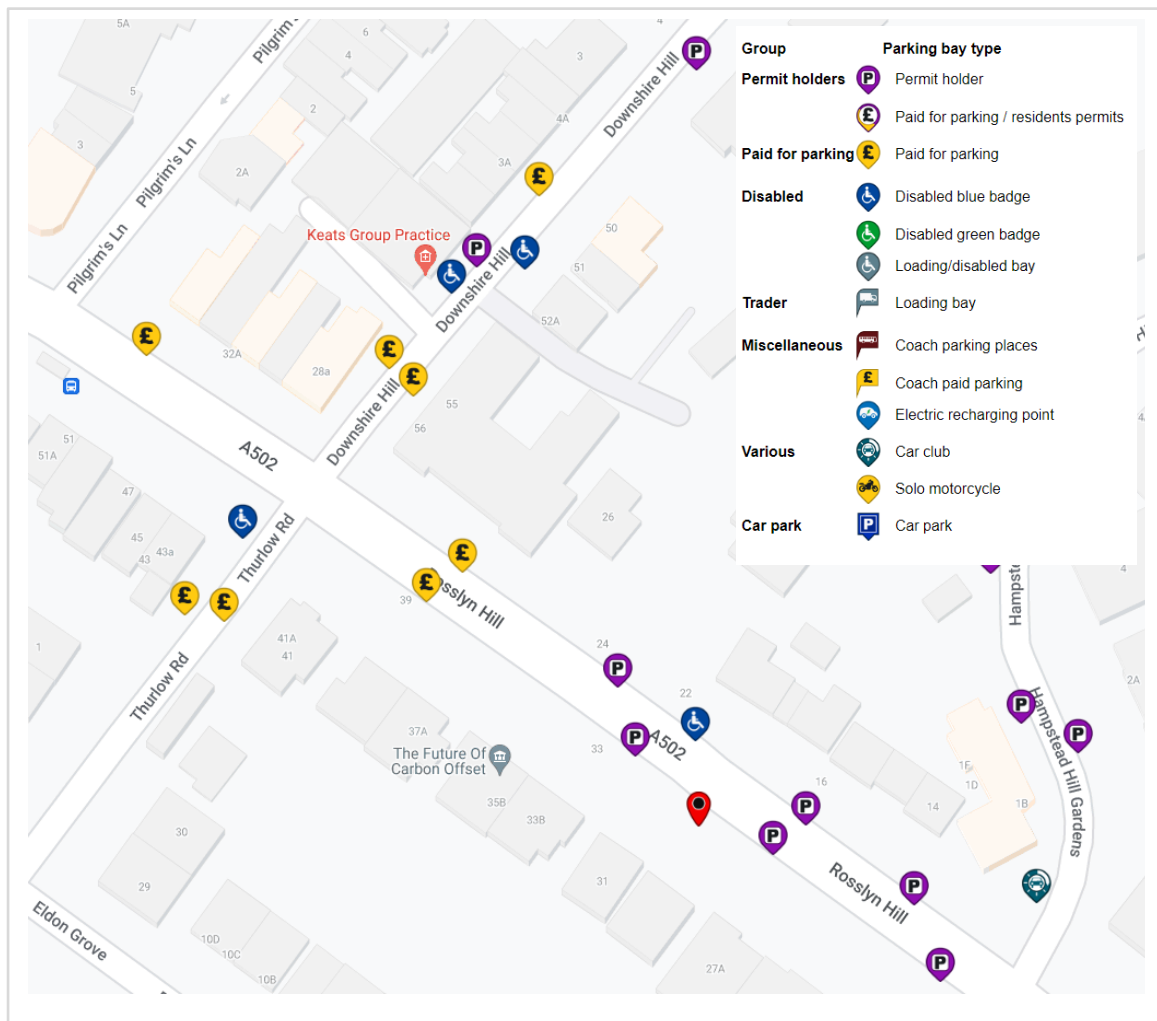 5A
Pilgrim's
6
4
5
3
2
4A
3A
2A
Pilgrim's Ln
Pilgrim's Ln
Downshire Hill
P
£
Keats Group Practice
P
50
51
52A
Downshire Hill
£
32A
28a
£
£
Downshire Hill
55
56
A502
51
51A
47
45
43a
43
Thurlow Rd
26
£
£
£
£
39
Rosslyn Hill
41A
41
1
Thurlow Rd
24
P
22
P
A502
33
37A
The Future Of
Carbon Offset
35B
33B
16
14
P
P
31
Rosslyn Hill
P
P
27A
30
29
10D
10C
10B
Eldon Grove
Hampstead Hill Gardens
P
P
1F
1D
1B
2A
4
Group Parking bay type
Permit holders P Permit holder
£ Paid for parking / residents permits
Paid for parking £ Paid for parking
Disabled Disabled blue badge
Disabled green badge
Loading/disabled bay
Trader Loading bay
Miscellaneous Coach parking places
£ Coach paid parking
Electric recharging point
Various Car club
Solo motorcycle
Car park P Car park